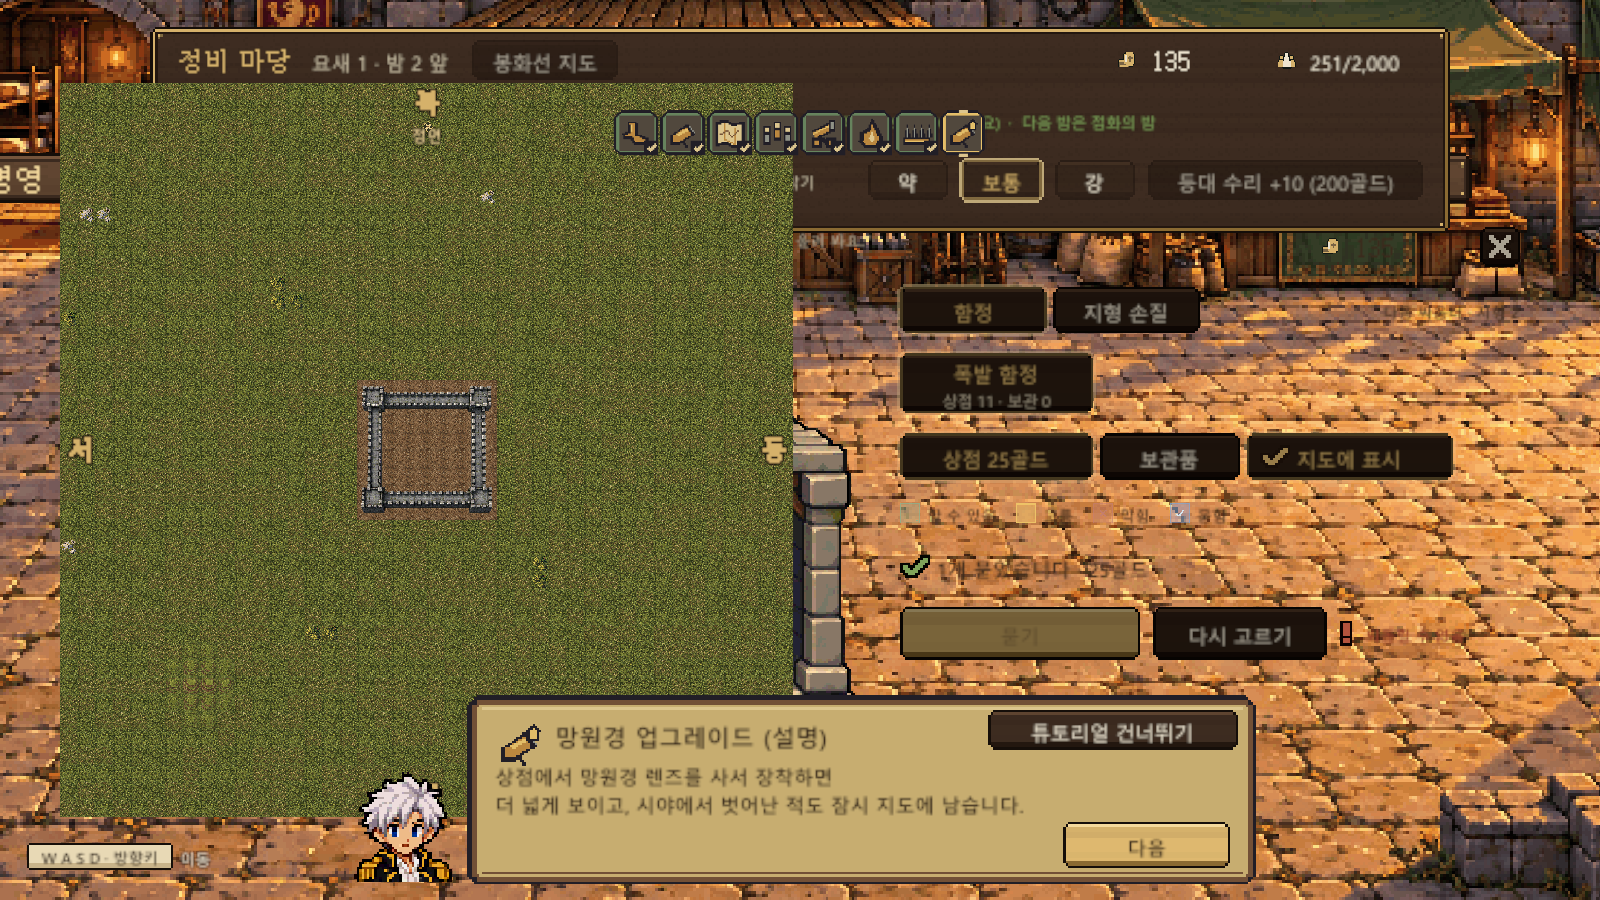 정비 마당
요새 1 · 밤 2 앞
봉화선 지도
135
251/2,000
다음 밤은 점화의 밤
약
보통
강
등대 수리 +10 (200골드)
병영
서
동
함정
지형 손질
폭발 함정
상점 11 · 보관 0
상점 25골드
보관품
지도에 표시
묻기
다시 고르기
망원경 업그레이드 (설명)
튜토리얼 건너뛰기
상점에서 망원경 렌즈를 사서 장착하면
더 넓게 보이고, 시야에서 벗어난 적도 잠시 지도에 남습니다.
다음
WASD·방향키 이동